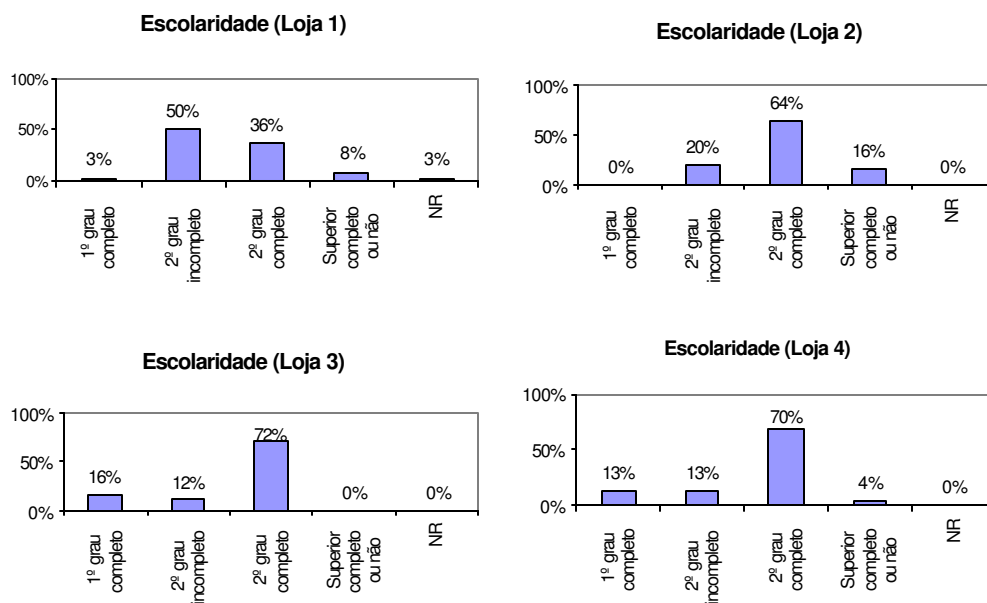 Escolaridade (Loja 1)
100%
50%
0%
3%
50%
36%
8%
3%
1º grau
completo
2º grau
incompleto
2º grau
completo
Superior
completo
ou não
NR
Escolaridade (Loja 2)
100%
50%
0%
0%
20%
64%
16%
0%
1º grau
completo
2º grau
incompleto
2º grau
completo
Superior
completo
ou não
NR
Escolaridade (Loja 3)
100%
50%
0%
16%
12%
72%
0%
0%
1º grau
completo
2º grau
incompleto
2º grau
completo
Superior
completo
ou não
NR
Escolaridade (Loja 4)
100%
50%
0%
13%
13%
70%
4%
0%
1º grau
completo
2º grau
incompleto
2º grau
completo
Superior
completo
ou não
NR